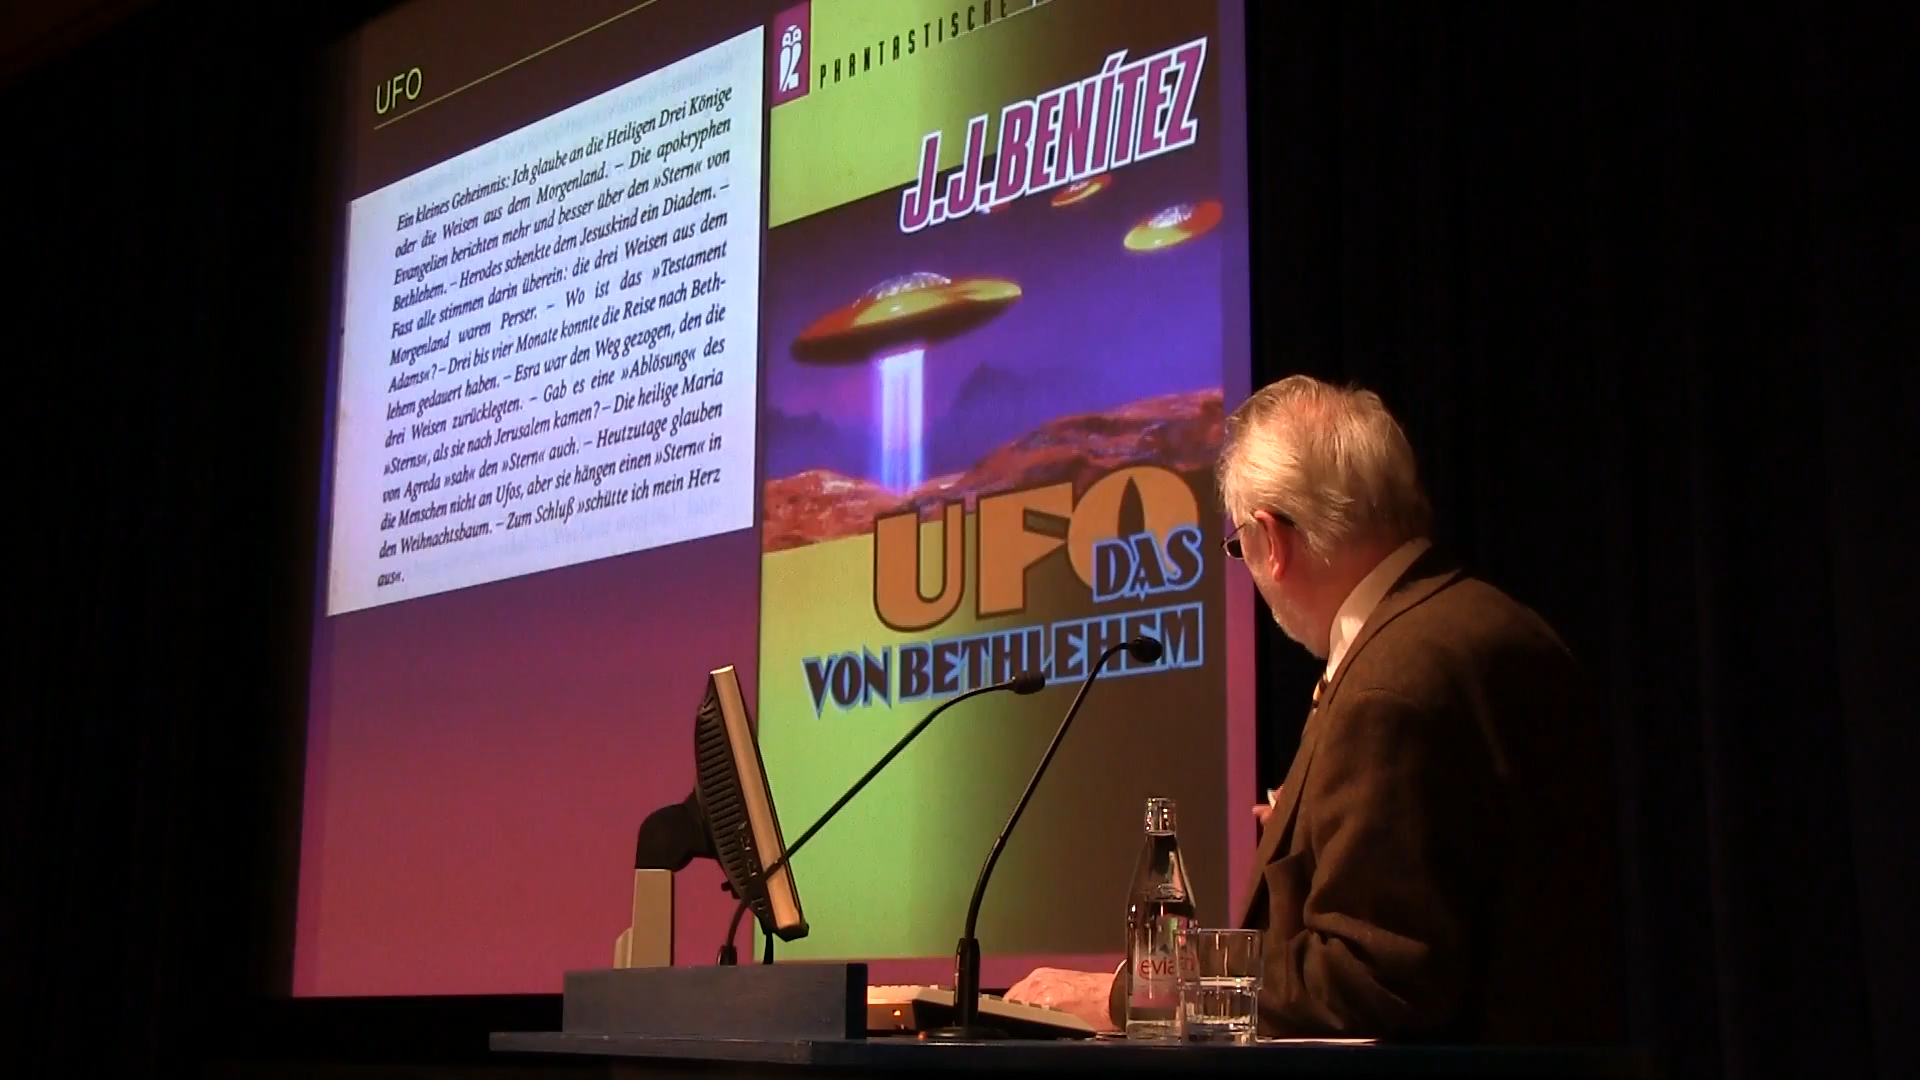 UFO
Ein kleines Geheimnis: Ich glaube an die Heiligen Drei Könige
oder die Weisen aus dem Morgenland. – Die apokryphen
Evangelien berichten mehr und besser über den »Stern« von
Bethlehem. – Herodes schenkte dem Jesuskind ein Diadem. –
Fast alle stimmen darin überein: die drei Weisen aus dem
Morgenland waren Perser. – Wo ist das »Testament
Adams«? – Drei bis vier Monate konnte die Reise nach Beth-
lehem gedauert haben. – Esra war den Weg gezogen, den die
drei Weisen zurücklegten. – Gab es eine »Ablösung« des
»Sterns«, als sie nach Jerusalem kamen? – Die heilige Maria
von Agreda »sah« den »Stern« auch. – Heutzutage glauben
die Menschen nicht an Ufos, aber sie hängen einen »Stern« in
den Weihnachtsbaum. – Zum Schluß »schütte ich mein Herz
aus«.
PHANTASTISCHE
J.J.BENÍTEZ
UFO
DAS
VON BETHLEHEM
evian